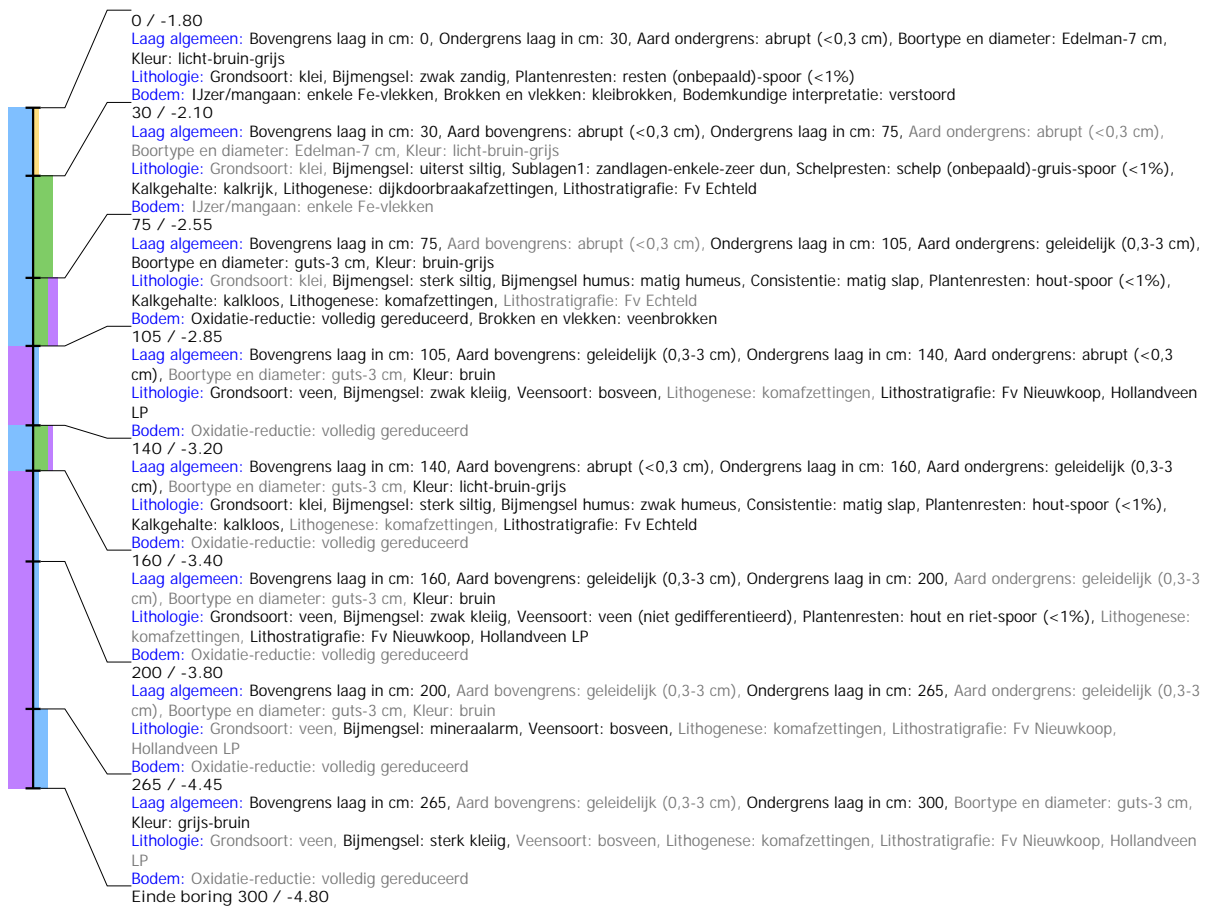 0 / -1.80
Laag algemeen: Bovengrens laag in cm: 0, Ondergrens laag in cm: 30, Aard ondergrens: abrupt (<0,3 cm), Boortype en diameter: Edelman-7 cm,
Kleur: licht-bruin-grijs
Lithologie: Grondsoort: klei, Bijmengsel: zwak zandig, Plantenresten: resten (onbepaald)-spoor (<1%)
Bodem: IJzer/mangaan: enkele Fe-vlekken, Brokken en vlekken: kleibrokken, Bodemkundige interpretatie: verstoord
30 / -2.10
Laag algemeen: Bovengrens laag in cm: 30, Aard bovengrens: abrupt (<0,3 cm), Ondergrens laag in cm: 75, Aard ondergrens: abrupt (<0,3 cm),
Boortype en diameter: Edelman-7 cm, Kleur: licht-bruin-grijs
Lithologie: Grondsoort: klei, Bijmengsel: uiterst siltig, Sublagen1: zandlagen-enkele-zeer dun, Schelpresten: schelp (onbepaald)-gruis-spoor (<1%),
Kalkgehalte: kalkrijk, Lithogenese: dijkdoorbraakafzettingen, Lithostratigrafie: Fv Echteld
Bodem: IJzer/mangaan: enkele Fe-vlekken
75 / -2.55
Laag algemeen: Bovengrens laag in cm: 75, Aard bovengrens: abrupt (<0,3 cm), Ondergrens laag in cm: 105, Aard ondergrens: geleidelijk (0,3-3 cm),
Boortype en diameter: guts-3 cm, Kleur: bruin-grijs
Lithologie: Grondsoort: klei, Bijmengsel: sterk siltig, Bijmengsel humus: matig humeus, Consistentie: matig slap, Plantenresten: hout-spoor (<1%),
Kalkgehalte: kalkloos, Lithogenese: komafzettingen, Lithostratigrafie: Fv Echteld
Bodem: Oxidatie-reductie: volledig gereduceerd, Brokken en vlekken: veenbrokken
105 / -2.85
Laag algemeen: Bovengrens laag in cm: 105, Aard bovengrens: geleidelijk (0,3-3 cm), Ondergrens laag in cm: 140, Aard ondergrens: abrupt (<0,3
cm), Boortype en diameter: guts-3 cm, Kleur: bruin
Lithologie: Grondsoort: veen, Bijmengsel: zwak kleiig, Veensoort: bosveen, Lithogenese: komafzettingen, Lithostratigrafie: Fv Nieuwkoop, Hollandveen
LP
Bodem: Oxidatie-reductie: volledig gereduceerd
140 / -3.20
Laag algemeen: Bovengrens laag in cm: 140, Aard bovengrens: abrupt (<0,3 cm), Ondergrens laag in cm: 160, Aard ondergrens: geleidelijk (0,3-3
cm), Boortype en diameter: guts-3 cm, Kleur: licht-bruin-grijs
Lithologie: Grondsoort: klei, Bijmengsel: sterk siltig, Bijmengsel humus: zwak humeus, Consistentie: matig slap, Plantenresten: hout-spoor (<1%),
Kalkgehalte: kalkloos, Lithogenese: komafzettingen, Lithostratigrafie: Fv Echteld
Bodem: Oxidatie-reductie: volledig gereduceerd
160 / -3.40
Laag algemeen: Bovengrens laag in cm: 160, Aard bovengrens: geleidelijk (0,3-3 cm), Ondergrens laag in cm: 200, Aard ondergrens: geleidelijk (0,3-3
cm), Boortype en diameter: guts-3 cm, Kleur: bruin
Lithologie: Grondsoort: veen, Bijmengsel: zwak kleiig, Veensoort: veen (niet gedifferentieerd), Plantenresten: hout en riet-spoor (<1%), Lithogenese:
komafzettingen, Lithostratigrafie: Fv Nieuwkoop, Hollandveen LP
Bodem: Oxidatie-reductie: volledig gereduceerd
200 / -3.80
Laag algemeen: Bovengrens laag in cm: 200, Aard bovengrens: geleidelijk (0,3-3 cm), Ondergrens laag in cm: 265, Aard ondergrens: geleidelijk (0,3-3
cm), Boortype en diameter: guts-3 cm, Kleur: bruin
Lithologie: Grondsoort: veen, Bijmengsel: mineraalarm, Veensoort: bosveen, Lithogenese: komafzettingen, Lithostratigrafie: Fv Nieuwkoop,
Hollandveen LP
Bodem: Oxidatie-reductie: volledig gereduceerd
265 / -4.45
Laag algemeen: Bovengrens laag in cm: 265, Aard bovengrens: geleidelijk (0,3-3 cm), Ondergrens laag in cm: 300, Boortype en diameter: guts-3 cm,
Kleur: grijs-bruin
Lithologie: Grondsoort: veen, Bijmengsel: sterk kleiig, Veensoort: bosveen, Lithogenese: komafzettingen, Lithostratigrafie: Fv Nieuwkoop, Hollandveen
LP
Bodem: Oxidatie-reductie: volledig gereduceerd
Einde boring 300 / -4.80